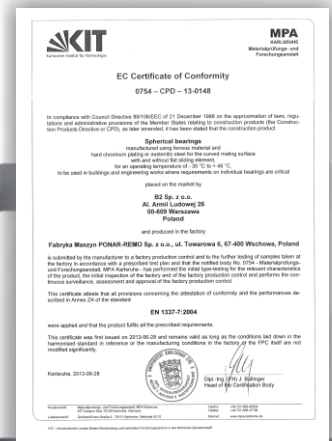 KIT
Karlsruher Institut für Technologie
MPA
KARLSRUHE
Materialprüfungs- und
Forschungsanstalt
EC Certificate of Conformity
0754 – CPD – 13-0148
In compliance with Council Directive 89/106/EEC of 21 December 1988 on the approximation of laws, regu-
lations and administrative provisions of the Member States relating to construction products (the Construc-
tion Products Directive or CPD), as later amended, it has been stated that the construction product
Spherical bearings
manufactured using ferrous material and
hard chromium plating or austenitic steel for the curved mating surface
with and without flat sliding element,
for an operating temperature of - 35 °C to + 48 °C,
to be used in buildings and engineering works where requirements on individual bearings are critical
placed on the market by
B2 Sp. z o.o.
Al. Armii Ludowej 26
00-609 Warszawa
Poland
and produced in the factory
Fabryka Maszyn PONAR-REMO Sp. z o.o., ul. Towarowa 6, 67-400 Wschowa, Poland
is submitted by the manufacturer to a factory production control and to the further testing of samples taken at
the factory in accordance with a prescribed test plan and that the notified body No. 0754 - Materialprüfungs-
und Forschungsanstalt, MPA Karlsruhe - has performed the initial type-testing for the relevant characteristics
of the product, the initial inspection of the factory and of the factory production control and performs the con-
tinuous surveillance, assessment and approval of the factory production control.
This certificate attests that all provisions concerning the attestation of conformity and the performances de-
scribed in Annex ZA of the standard
EN 1337-7:2004
were applied and that the product fulfils all the prescribed requirements.
This certificate was first issued on 2013-06-28 and remains valid as long as the conditions laid down in the
harmonised standard in reference or the manufacturing conditions in the factory or the FPC itself are not
modified significantly.
Karlsruhe, 2013-06-28
Head of the Certification Body